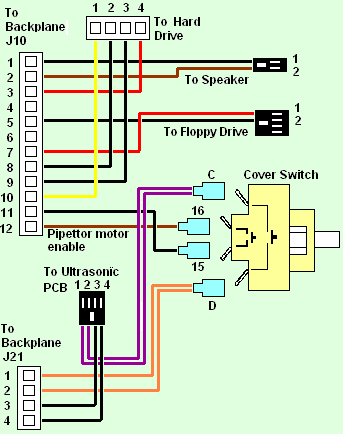 To
Backplane
J10
1 2 3 4
To Hard
Drive
1
2
3
4
5
6
7
8
9
10
11
12
1
2
To Speaker
1
2
To Floppy Drive
C
Cover Switch
16
Pipettor motor
enable
15
To Ultrasonic
PCB
1 2 3 4
D
To
Backplane
J21
1
2
3
4